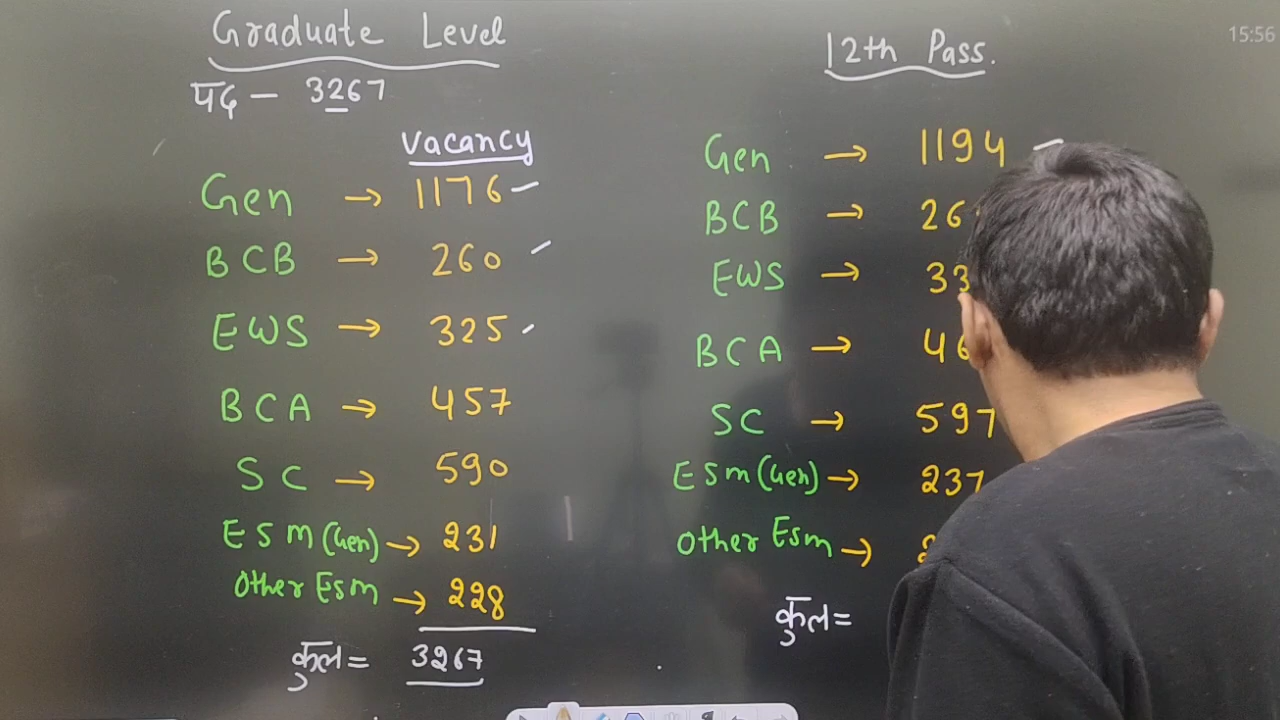 Graduate Level
पद - 3267
Vacancy
Gen → 1176
BCB → 260
EWS → 325
BCA → 457
SC → 590
ESM (Gen) → 231
Other ESM → 228
कुल = 3267
15:56
12th Pass.
Gen → 1194
BCB →
EWS →
BCA →
SC → 597
ESM (Gen) → 237
Other Esm →
कुल =